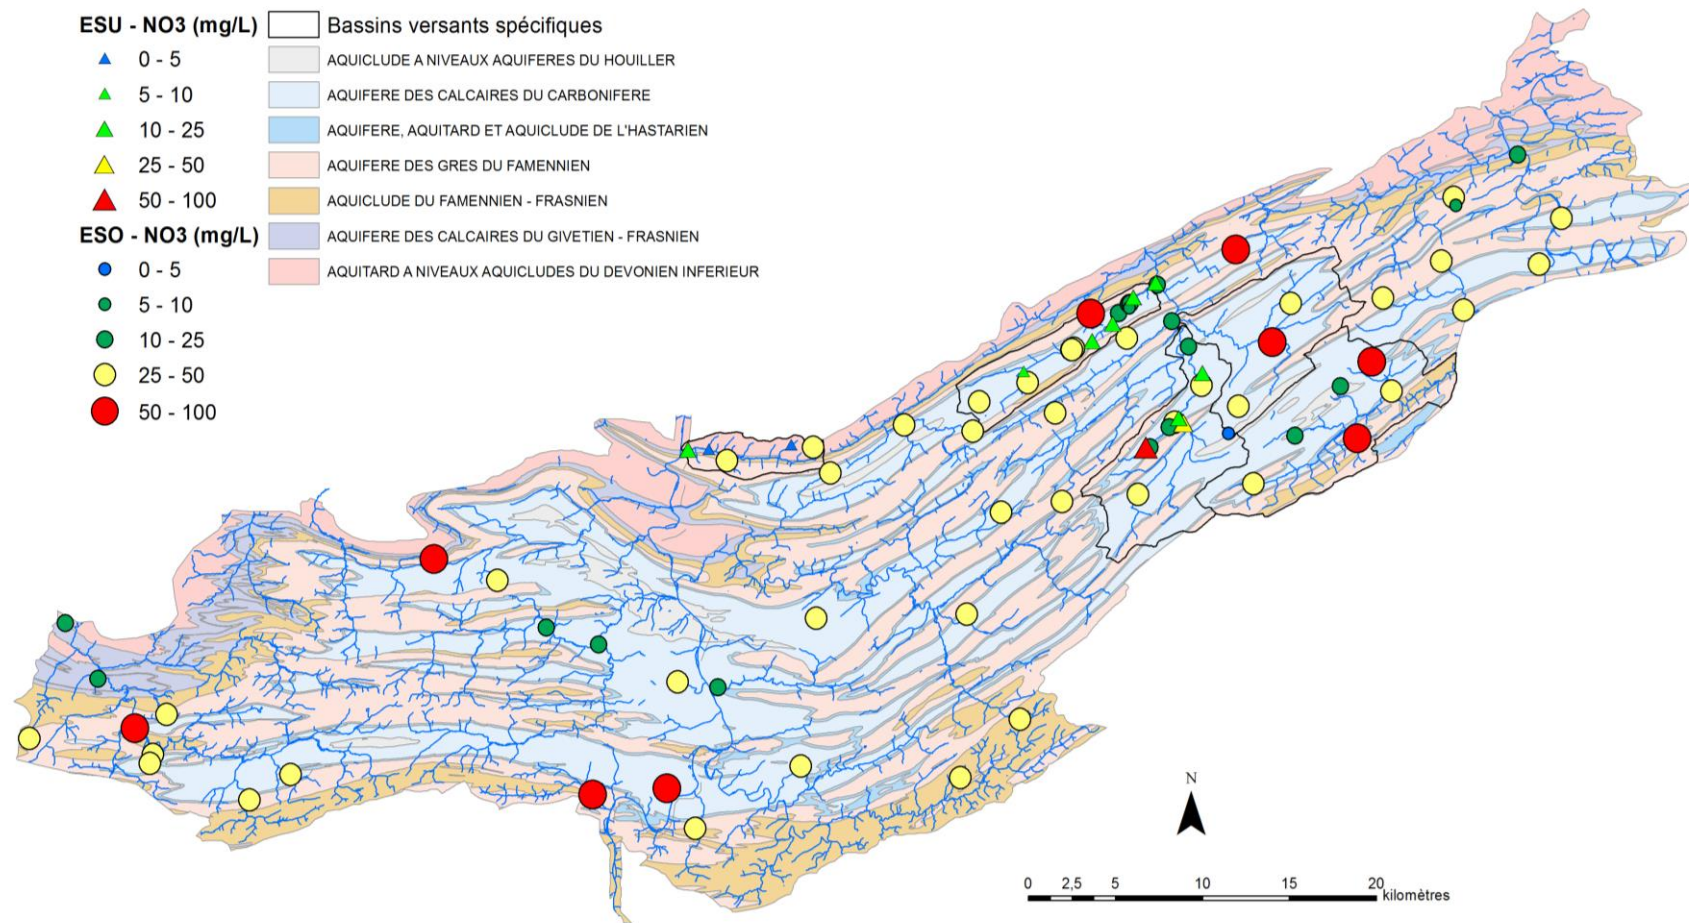 ESU - NO3 (mg/L)
0 - 5
5 - 10
10 - 25
25 - 50
50 - 100
ESO - NO3 (mg/L)
0 - 5
5 - 10
10 - 25
25 - 50
50 - 100
Bassins versants spécifiques
AQUICLUDE A NIVEAUX AQUIFERES DU HOUILLER
AQUIFERE DES CALCAIRES DU CARBONIFERE
AQUIFERE, AQUITARD ET AQUICLUDE DE L'HASTARIEN
AQUIFERE DES GRES DU FAMENNIEN
AQUICLUDE DU FAMENNIEN - FRASNIEN
AQUIFERE DES CALCAIRES DU GIVETIEN - FRASNIEN
AQUITARD A NIVEAUX AQUICLUDES DU DEVONIEN INFERIEUR
N
0 2,5 5 10 15 20
kilomètres